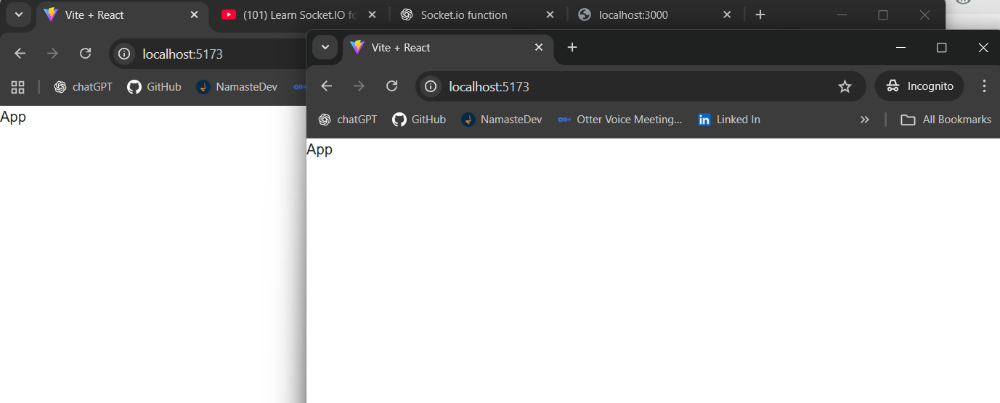 Vite + React
(101) Learn Socket.IO fo
Socket.io function
localhost:3000
localhost:5173
chatGPT
GitHub
NamasteDev
App
Vite + React
localhost:5173
Incognito
chatGPT
GitHub
NamasteDev
Otter Voice Meeting...
Linked In
All Bookmarks
App